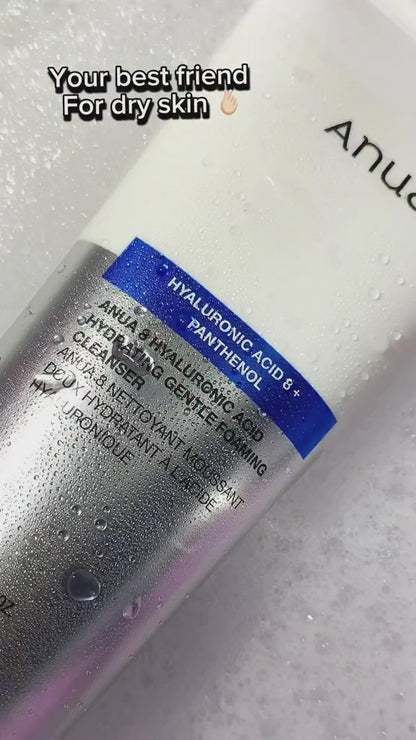 Your best friend
For dry skin 🖐🏻
Anua
HYALURONIC ACID 8 +
PANTHENOL
ANUA 8 HYALURONIC ACID
HYDRATING GENTLE FOAMING
CLEANSER
ANUA 8 NETTOYANT MOUSSANT
DOUX HYDRATANT À L'ACIDE
HYALURONIQUE
OZ